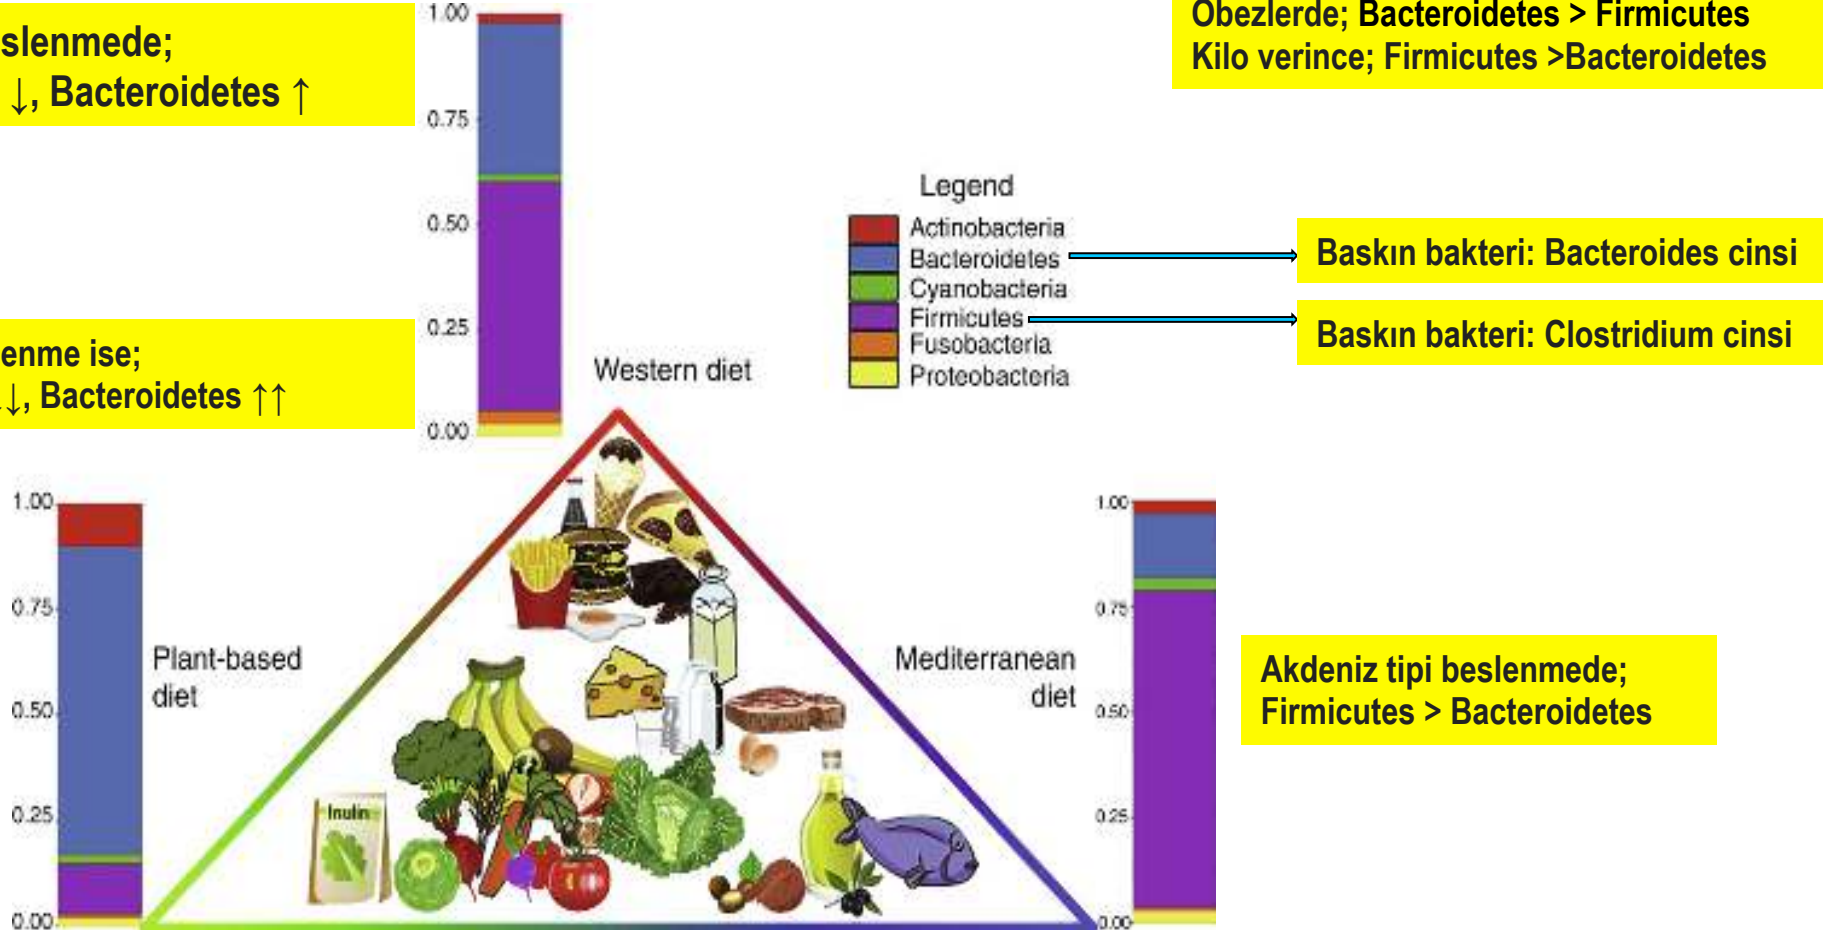 slenmede;
↓, Bacteroidetes ↑
Obezlerde; Bacteroidetes > Firmicutes
Kilo verince; Firmicutes >Bacteroidetes
1.00
0.75
0.50
0.25
0.00
Legend
Actinobacteria
Bacteroidetes
Cyanobacteria
Firmicutes
Fusobacteria
Proteobacteria
Baskın bakteri: Bacteroides cinsi
Baskın bakteri: Clostridium cinsi
enme ise;
↓, Bacteroidetes ↑↑
Western diet
1.00
0.75
0.50
0.25
0.00
Plant-based
diet
Inulin
Mediterranean
diet
1.00
0.75
0.50
0.25
0.00
Akdeniz tipi beslenmede;
Firmicutes > Bacteroidetes